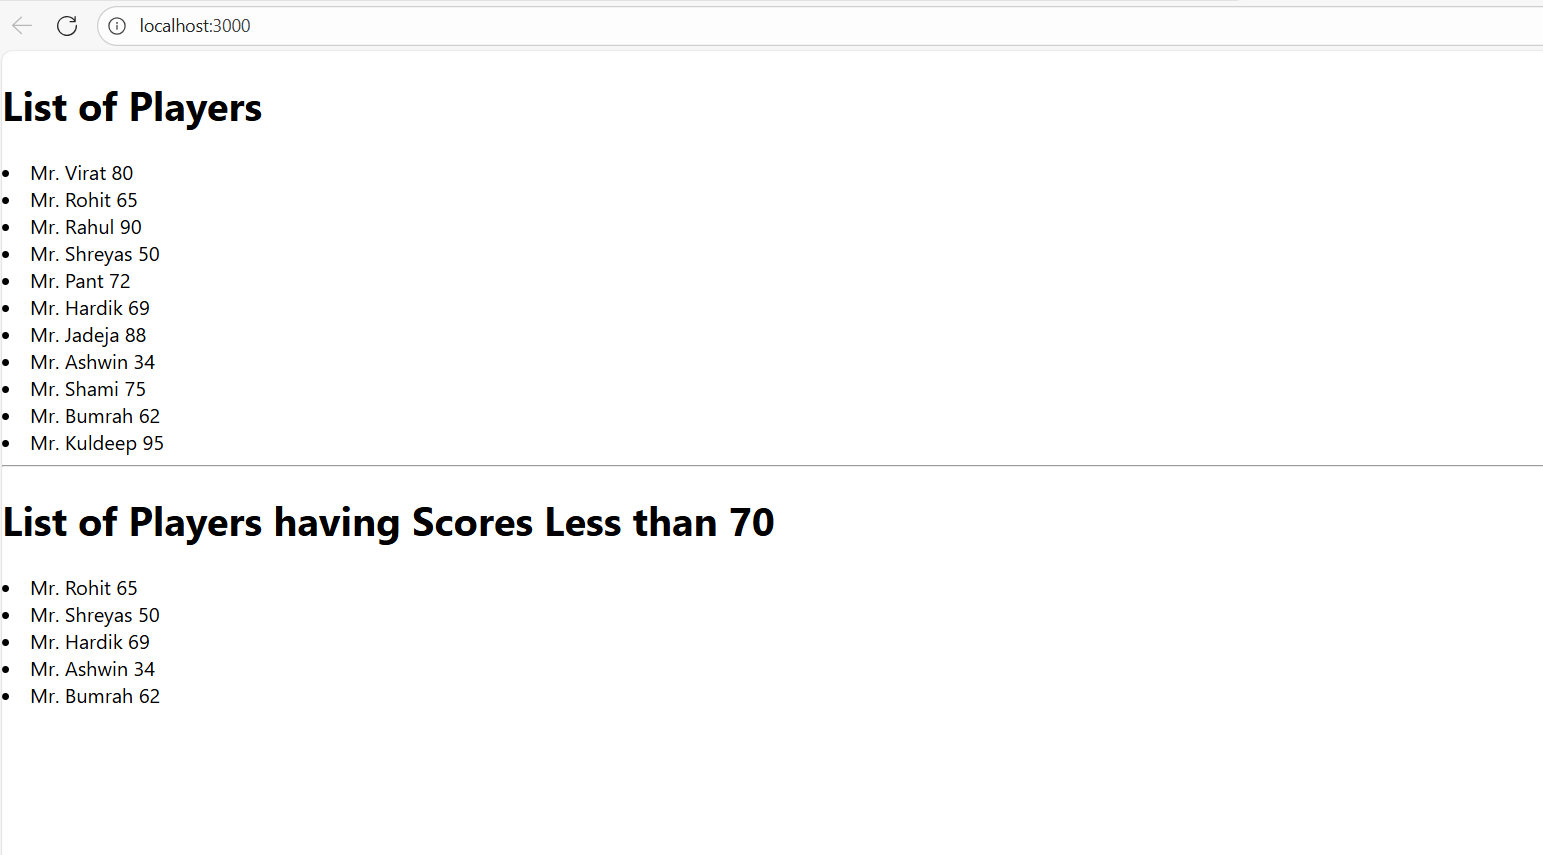 localhost:3000
List of Players
Mr. Virat 80
Mr. Rohit 65
Mr. Rahul 90
Mr. Shreyas 50
Mr. Pant 72
Mr. Hardik 69
Mr. Jadeja 88
Mr. Ashwin 34
Mr. Shami 75
Mr. Bumrah 62
Mr. Kuldeep 95
List of Players having Scores Less than 70
Mr. Rohit 65
Mr. Shreyas 50
Mr. Hardik 69
Mr. Ashwin 34
Mr. Bumrah 62